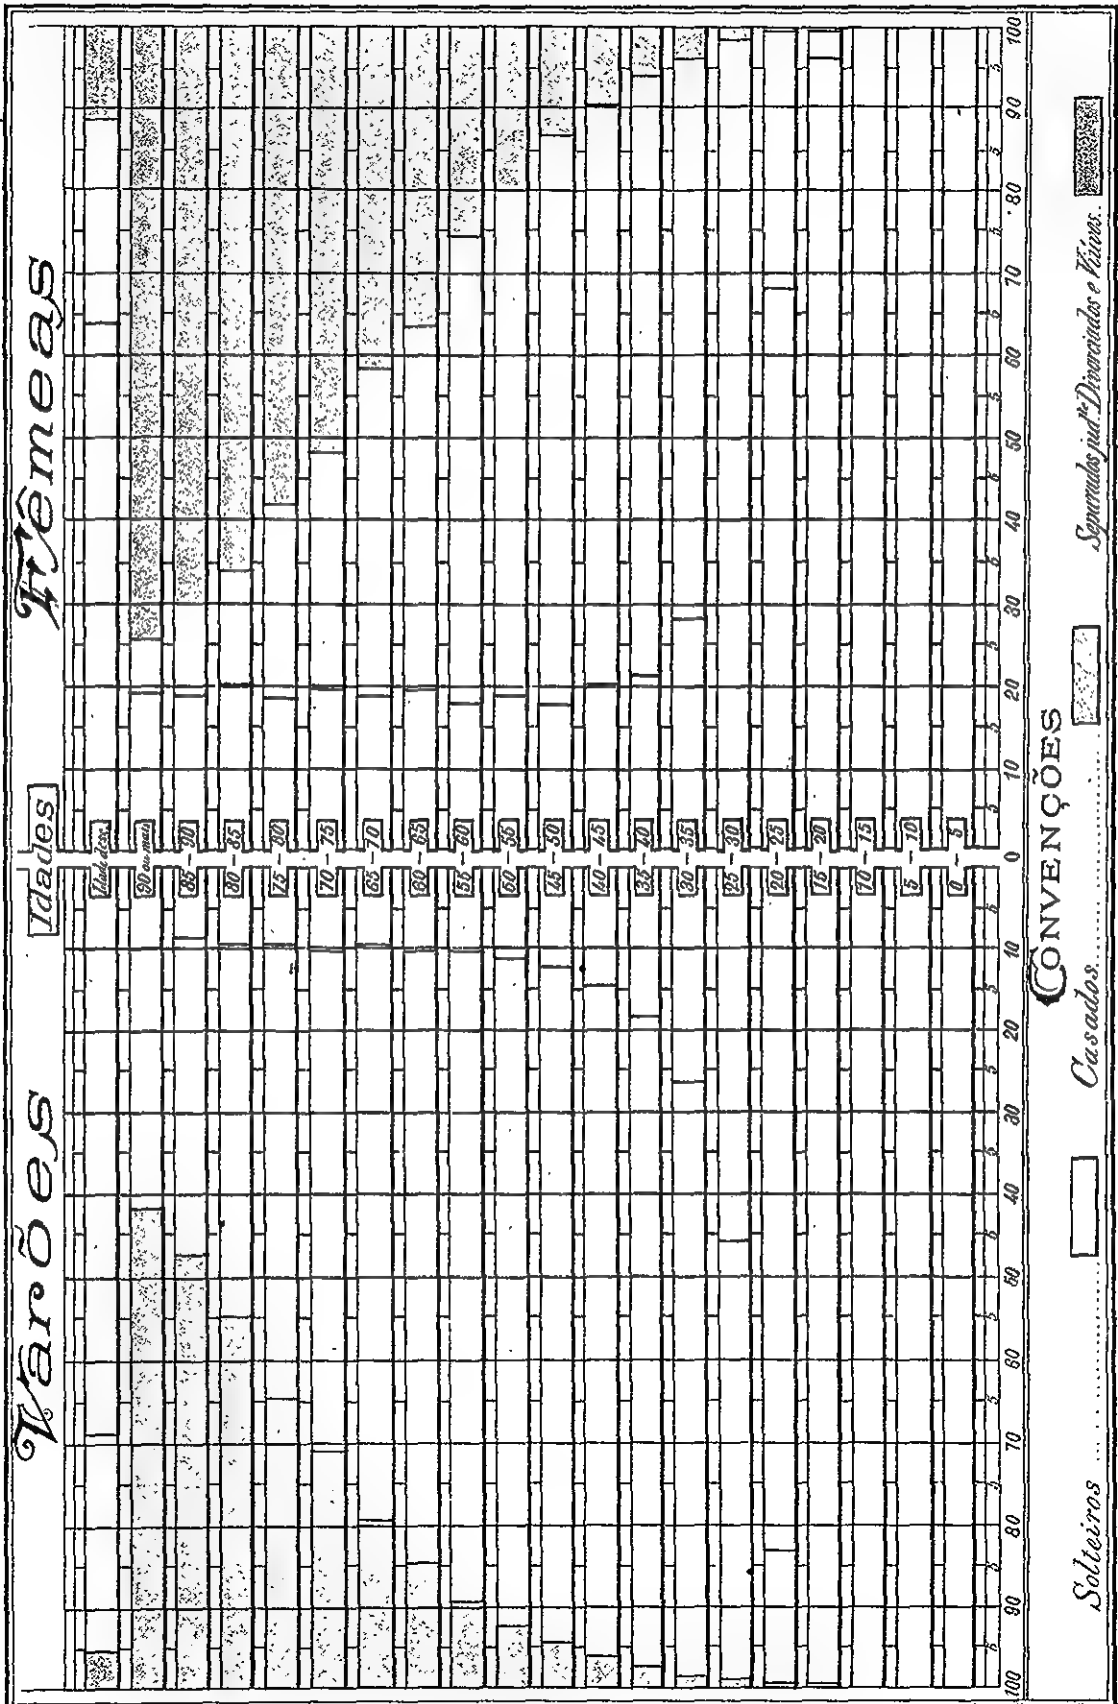 Varões
Idades
Fêmeas
Idad. desc.
90 ou mais
85 - 90
80 - 85
75 - 80
70 - 75
65 - 70
60 - 65
55 - 60
50 - 55
45 - 50
40 - 45
35 - 40
30 - 35
25 - 30
20 - 25
15 - 20
10 - 15
5 - 10
0 - 5
100 5 90 5 80 5 70 5 60 5 50 5 40 5 30 5 20 5 10 5 0 5 10 5 20 5 30 5 40 5 50 5 60 5 70 5 80 5 90 5 100
CONVENÇÕES
Solteiros Casados Separados jud.te Divorciados e Viúvos